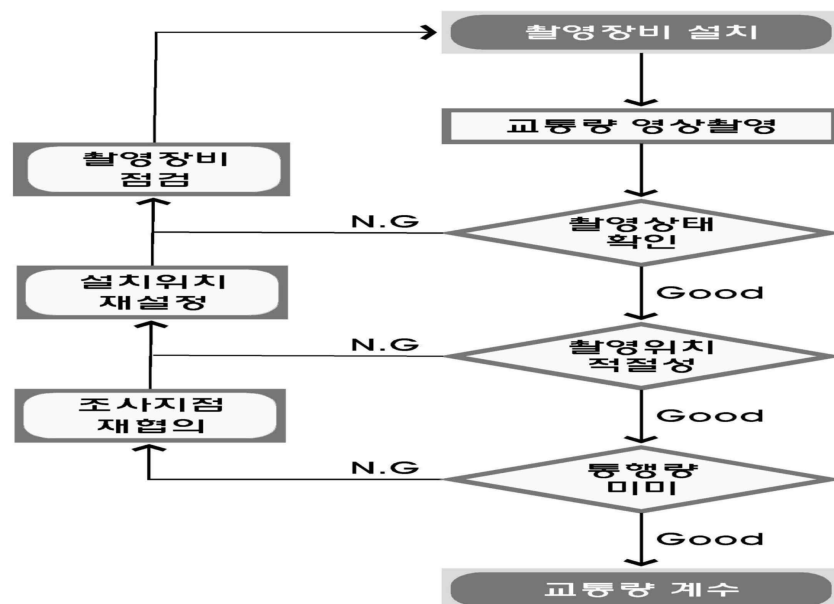 촬영장비 설치
교통량 영상촬영
촬영장비
점검
N.G
촬영상태
확인
설치위치
재설정
Good
N.G
촬영위치
적절성
조사지점
재협의
Good
N.G
통행량
미미
Good
교통량 계수